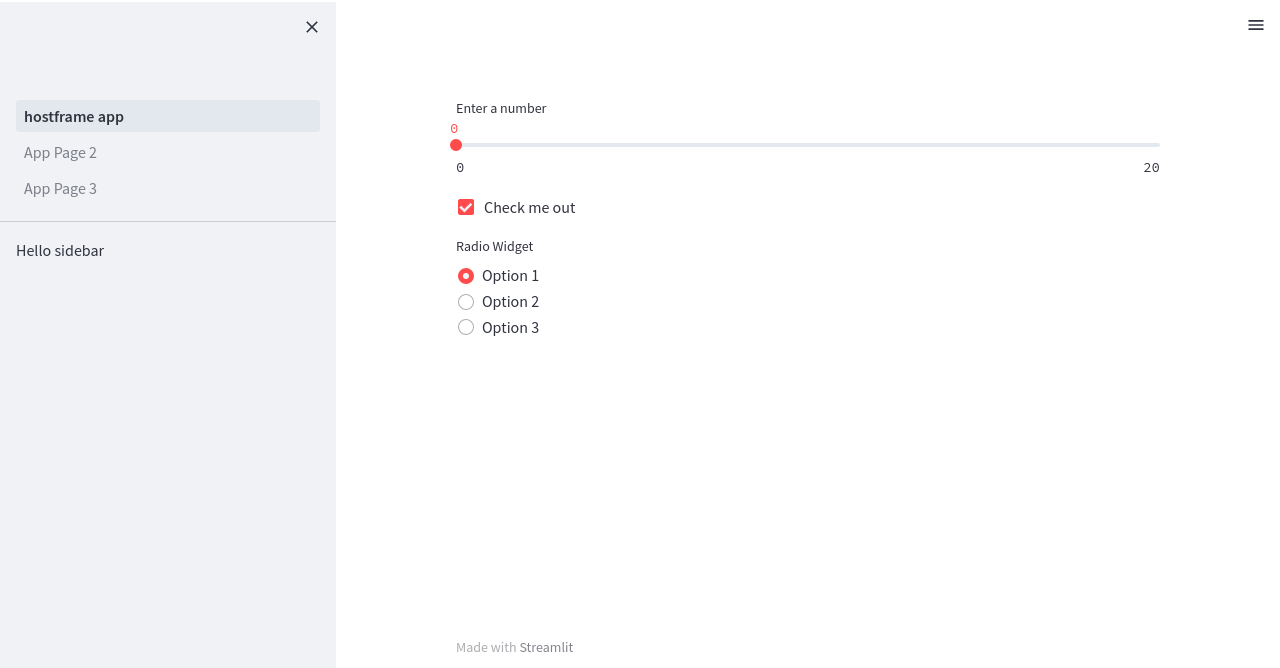 hostframe app
App Page 2
App Page 3
Hello sidebar
Enter a number
0
0 20
Check me out
Radio Widget
Option 1
Option 2
Option 3
Made with Streamlit